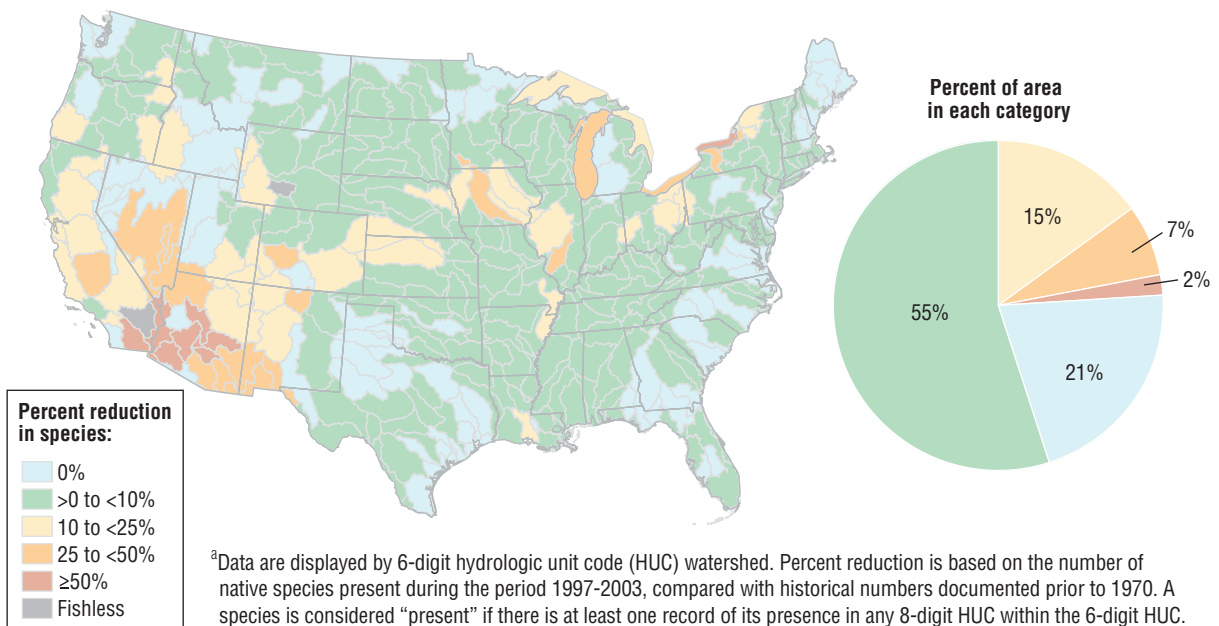 Percent of area
in each category
15%
7%
2%
55%
21%
Percent reduction
in species:
0%
>0 to <10%
10 to <25%
25 to <50%
≥50%
Fishless
aData are displayed by 6-digit hydrologic unit code (HUC) watershed. Percent reduction is based on the number of
native species present during the period 1997-2003, compared with historical numbers documented prior to 1970. A
species is considered “present” if there is at least one record of its presence in any 8-digit HUC within the 6-digit HUC.